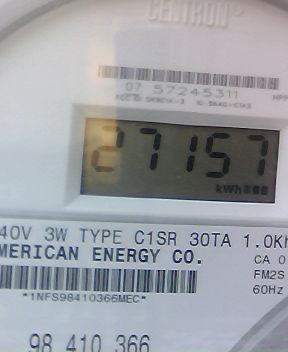 CENTRON
07 57245311
27157
kWh
40V 3W TYPE C1SR 30TA 1.0Kh
MERICAN ENERGY CO.
CA 0
FM2S
60Hz
*1NFS98410366MEC*
98 410 366